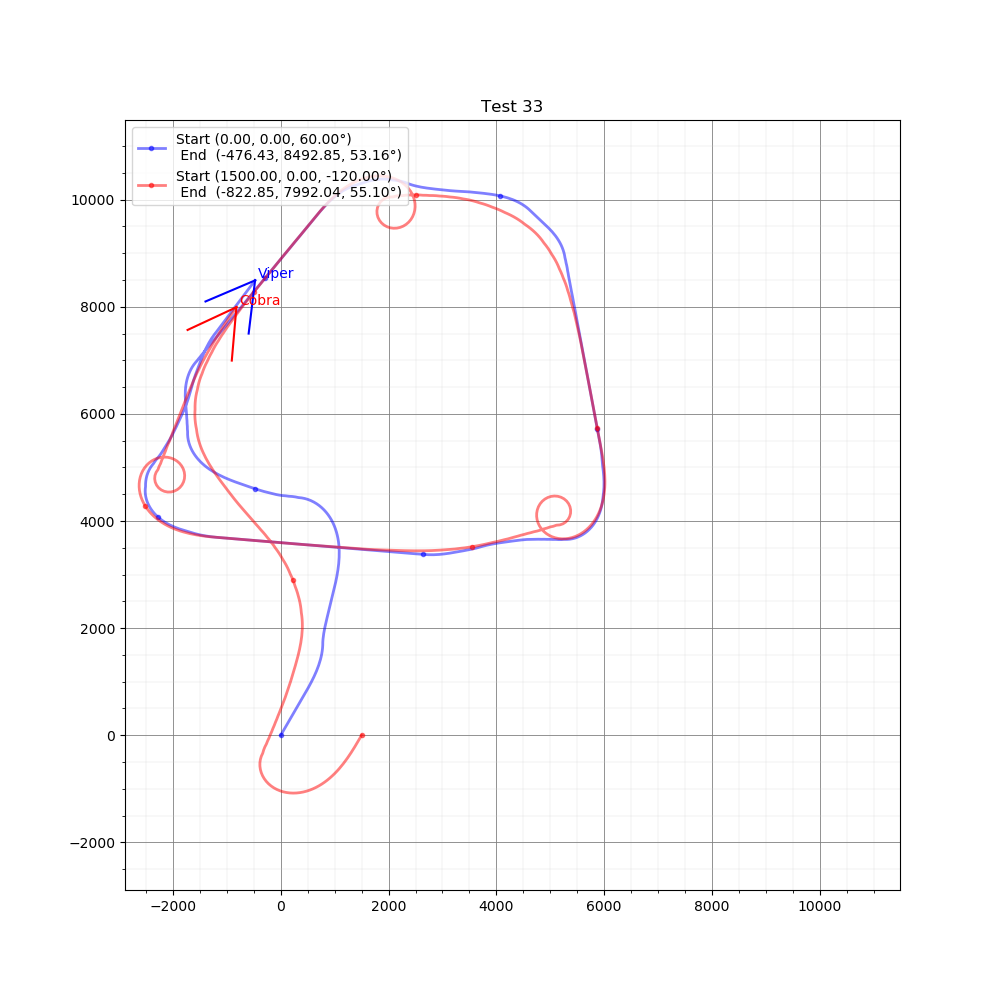 Test 33
Start (0.00, 0.00, 60.00°)
End (-476.43, 8492.85, 53.16°)
Start (1500.00, 0.00, -120.00°)
End (-822.85, 7992.04, 55.10°)
10000
Viper
8000
Cobra
6000
4000
2000
0
−2000
−2000 0 2000 4000 6000 8000 10000